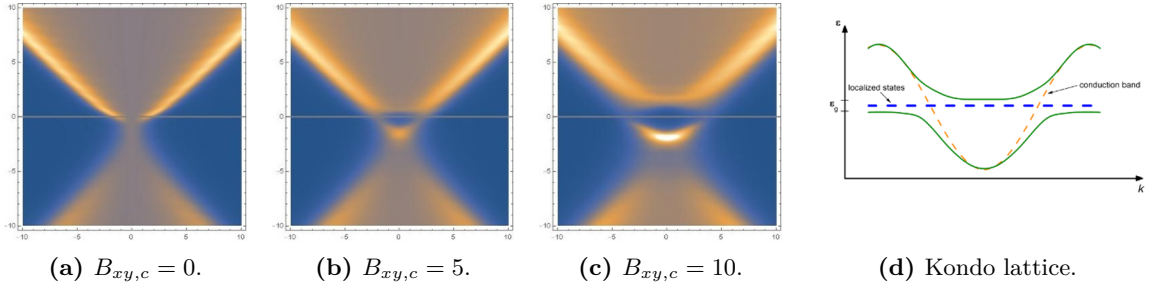 10
5
0
-5
-10
-10 -5 0 5 10
10
5
0
-5
-10
-10 -5 0 5 10
10
5
0
-5
-10
-10 -5 0 5 10
ε
localized states
conduction band
ε_g
k
(a) B_{xy,c} = 0.
(b) B_{xy,c} = 5.
(c) B_{xy,c} = 10.
(d) Kondo lattice.